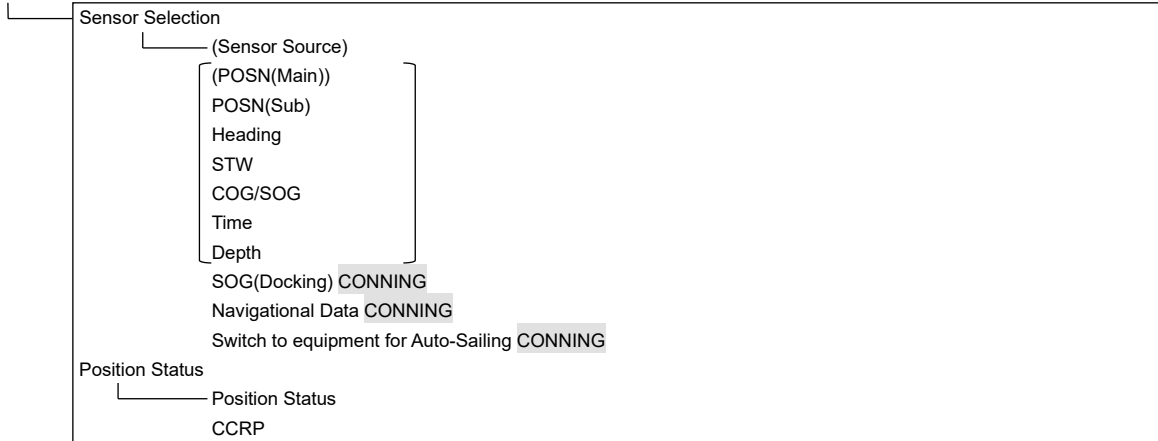 Sensor Selection
(Sensor Source)
(POSN(Main))
POSN(Sub)
Heading
STW
COG/SOG
Time
Depth
SOG(Docking) CONNING
Navigational Data CONNING
Switch to equipment for Auto-Sailing CONNING
Position Status
Position Status
CCRP